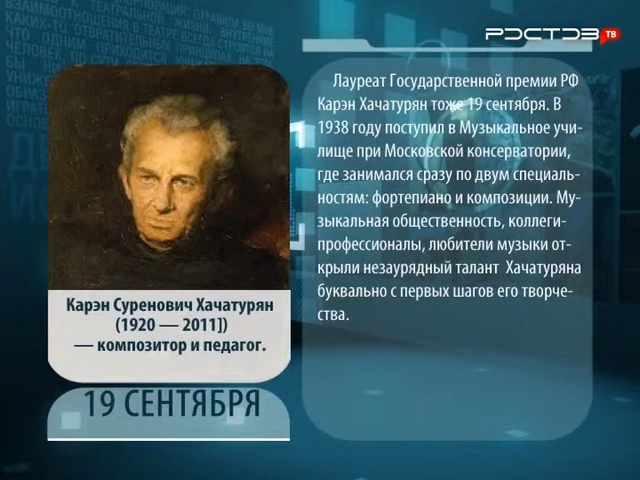 РОСТОВ ТВ
Лауреат Государственной премии РФ
Карэн Хачатурян тоже 19 сентября. В
1938 году поступил в Музыкальное учи-
лище при Московской консерватории,
где занимался сразу по двум специаль-
ностям: фортепиано и композиции. Му-
зыкальная общественность, коллеги-
профессионалы, любители музыки от-
крыли незаурядный талант Хачатуряна
буквально с первых шагов его творче-
ства.
Карэн Суренович Хачатурян
(1920 — 2011])
— композитор и педагог.
19 СЕНТЯБРЯ